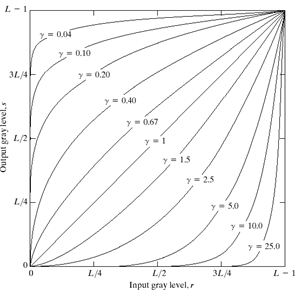 L − 1
γ = 0.04
γ = 0.10
3L/4
γ = 0.20
γ = 0.40
γ = 0.67
L/2
γ = 1
γ = 1.5
γ = 2.5
L/4
γ = 5.0
γ = 10.0
γ = 25.0
0
0 L/4 L/2 3L/4 L − 1
Output gray level, s
Input gray level, r